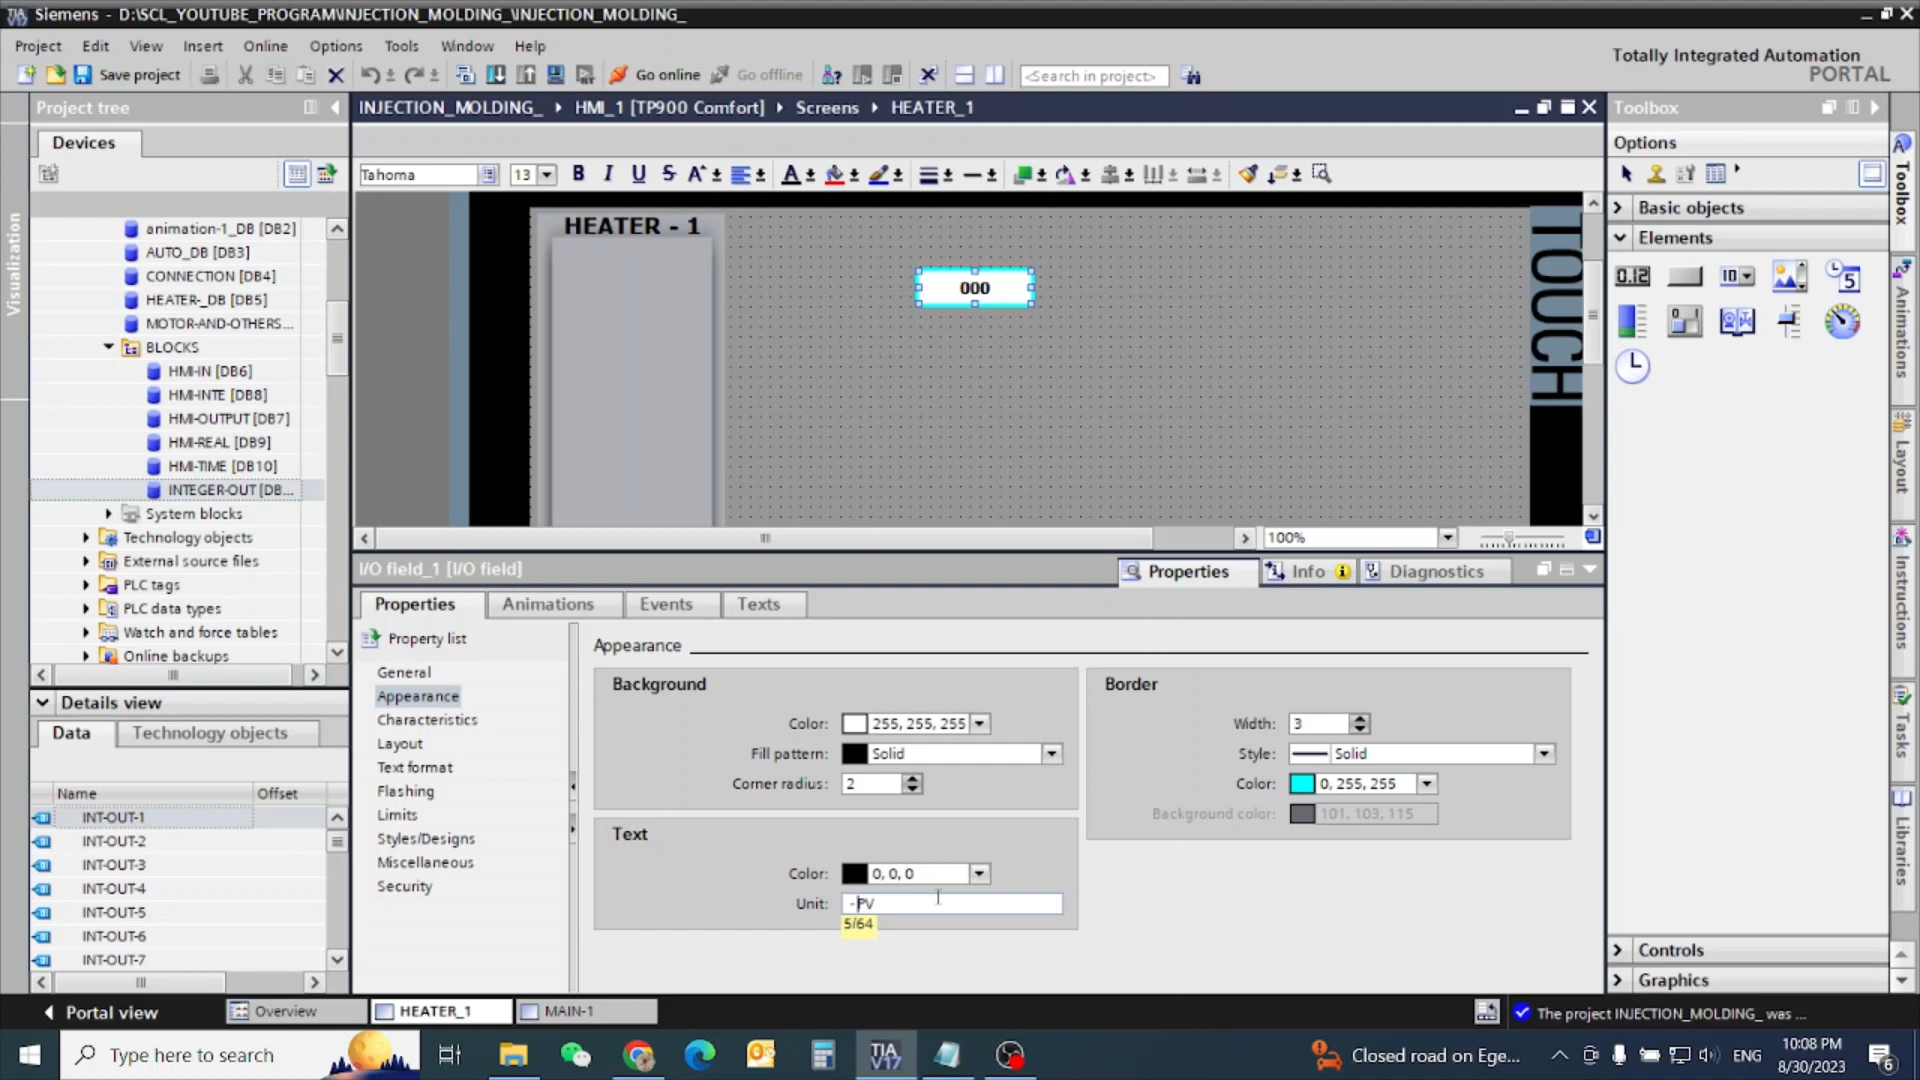 Siemens - D:\SCL_YOUTUBE_PROGRAM\INJECTION_MOLDING_\INJECTION_MOLDING_
Project Edit View Insert Online Options Tools Window Help
Totally Integrated Automation
PORTAL
Save project
Go online
Go offline
<Search in project>
Project tree
INJECTION_MOLDING_ HMI_1 [TP900 Comfort] Screens HEATER_1
Toolbox
Devices
Options
Tahoma
13
B I U S A
Basic objects
Elements
Visualization
animation-1_DB [DB2]
AUTO_DB [DB3]
CONNECTION [DB4]
HEATER-_DB [DB5]
MOTOR-AND-OTHERS...
BLOCKS
HMI-IN [DB6]
HMI-INTE [DB8]
HMI-OUTPUT [DB7]
HMI-REAL [DB9]
HMI-TIME [DB10]
INTEGER-OUT [DB...
System blocks
Technology objects
External source files
PLC tags
PLC data types
Watch and force tables
Online backups
HEATER - 1
000
TOUCH
100%
0.12
10
5
Toolbox
Animations
Layout
Instructions
Tasks
Libraries
I/O field_1 [I/O field]
Properties
Info
Diagnostics
Properties Animations Events Texts
Property list
General
Appearance
Characteristics
Layout
Text format
Flashing
Limits
Styles/Designs
Miscellaneous
Security
Appearance
Background
Color: 255, 255, 255
Fill pattern: Solid
Corner radius: 2
Text
Color: 0, 0, 0
Unit: -PV
5/64
Border
Width: 3
Style: Solid
Color: 0, 255, 255
Background color: 101, 103, 115
Details view
Data Technology objects
Name Offset
INT-OUT-1
INT-OUT-2
INT-OUT-3
INT-OUT-4
INT-OUT-5
INT-OUT-6
INT-OUT-7
Controls
Graphics
Portal view
Overview
HEATER_1
MAIN-1
The project INJECTION_MOLDING_ was ...
Type here to search
TIA
V17
Closed road on Ege...
ENG
10:08 PM
8/30/2023
6